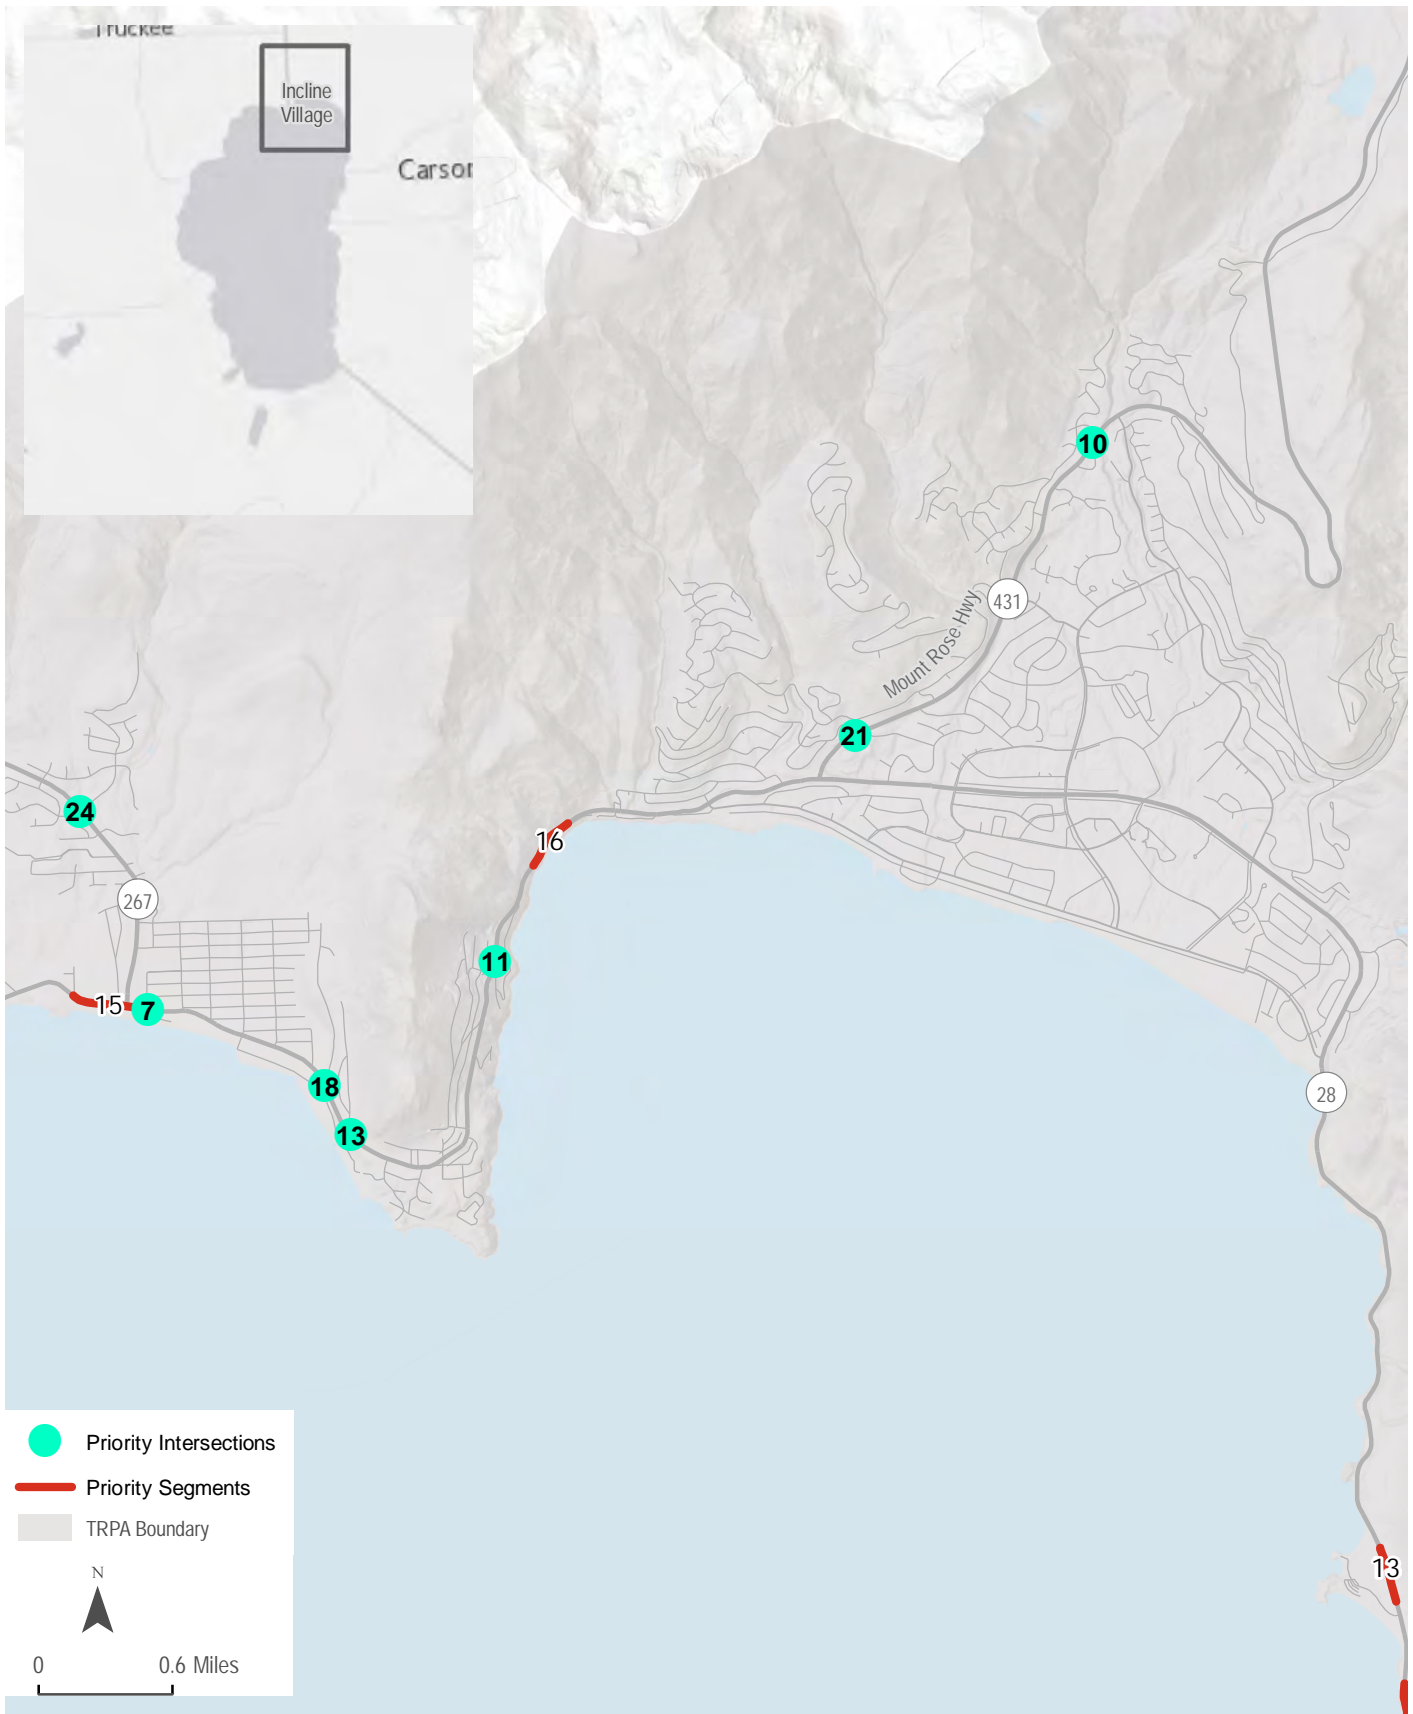 Truckee
Incline
Village
Carson
10
431
Mount Rose Hwy
21
24
16
267
11
15
7
18
13
28
Priority Intersections
Priority Segments
TRPA Boundary
N
0
0.6 Miles
13